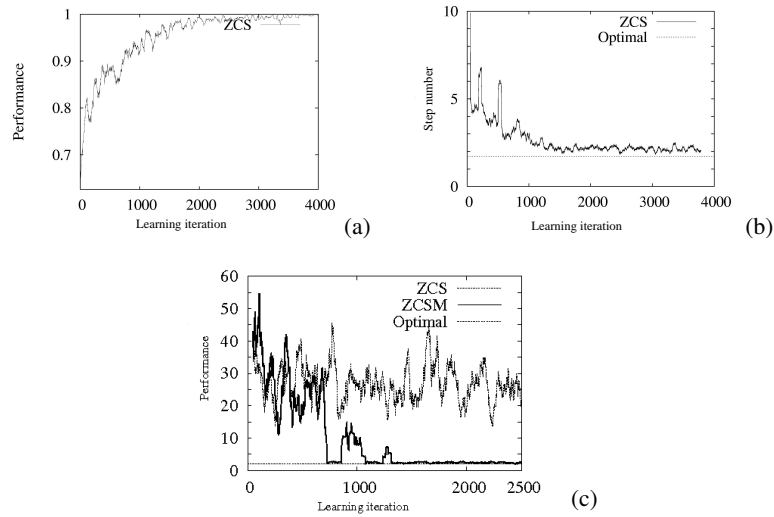 1
0.9
0.8
0.7
0
1000
2000
3000
4000
Performance
Learning iteration
ZCS
(a)
10
5
0
0
1000
2000
3000
4000
Step number
Learning iteration
ZCS
Optimal
(b)
60
50
40
30
20
10
0
0
1000
2000
2500
Performance
Learning iteration
ZCS
ZCSM
Optimal
(c)